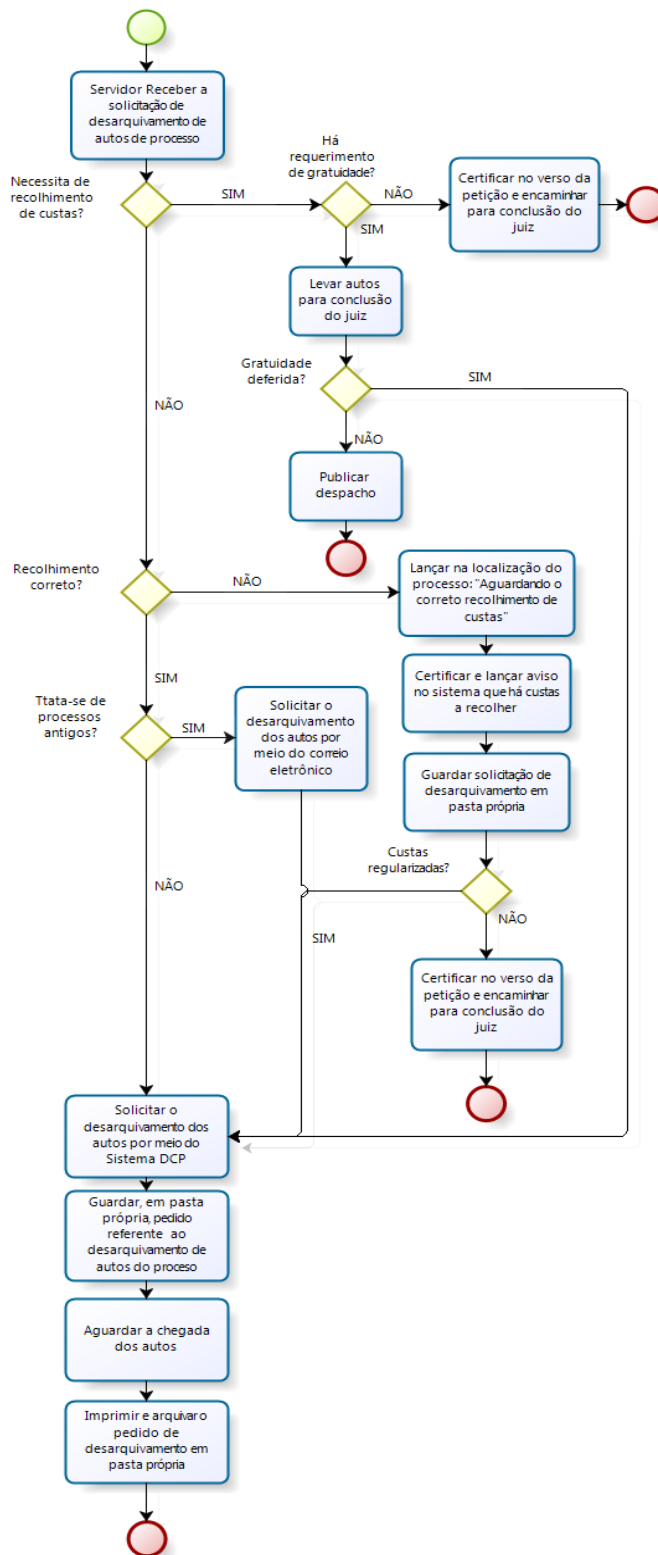 Servidor Receber a
solicitação de
desarquivamento de
autos de processo
Necessita de
recolhimento
de custas?
SIM
Há
requerimento
de gratuidade?
NÃO
Certificar no verso da
petição e encaminhar
para conclusão do
juiz
SIM
Levar autos
para conclusão
do juiz
Gratuidade
deferida?
SIM
NÃO
NÃO
Publicar
despacho
Recolhimento
correto?
NÃO
Lançar na localização do
processo: "Aguardando o
correto recolhimento de
custas"
SIM
Certificar e lançar aviso
no sistema que há custas
a recolher
Ttata-se de
processos
antigos?
SIM
Solicitar o
desarquivamento
dos autos por
meio do correio
eletrônico
Guardar solicitação de
desarquivamento em
pasta própria
Custas
regularizadas?
NÃO
SIM
NÃO
Certificar no verso da
petição e encaminhar
para conclusão do
juiz
Solicitar o
desarquivamento dos
autos por meio do
Sistema DCP
Guardar, em pasta
própria, pedido
referente ao
desarquivamento de
autos do proceso
Aguardar a chegada
dos autos
Imprimir e arquivar o
pedido de
desarquivamento em
pasta própria